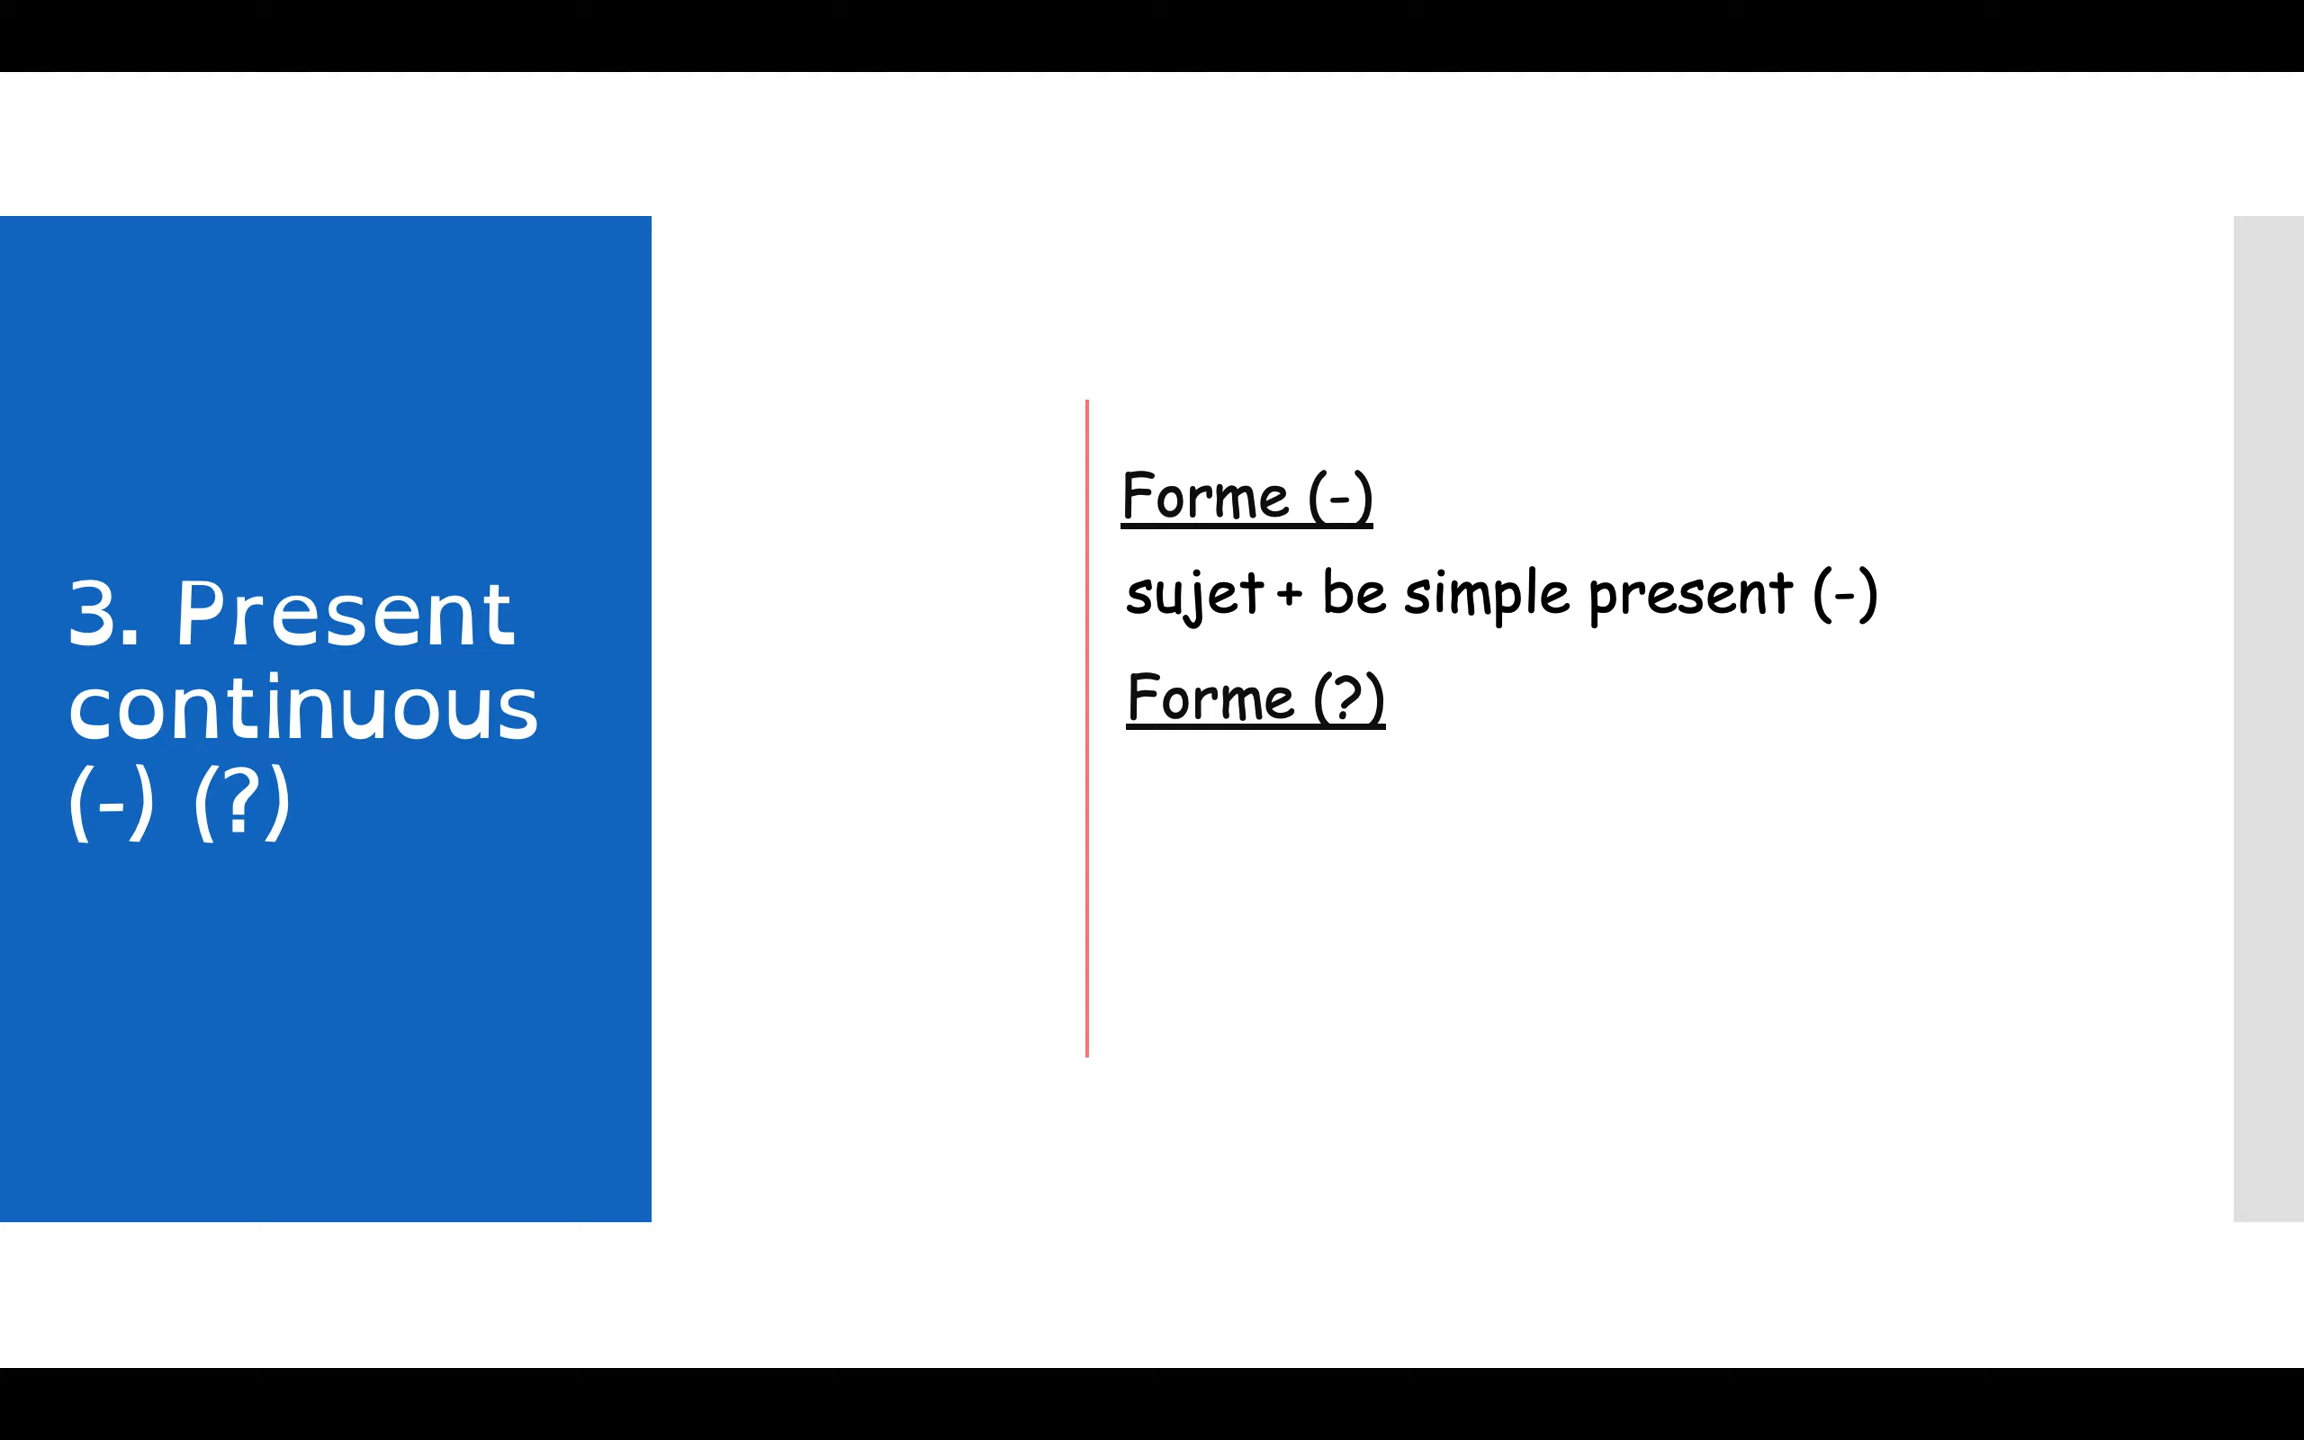 3. Present
continuous
(-) (?)
Forme (-)
sujet + be simple present (-)
Forme (?)